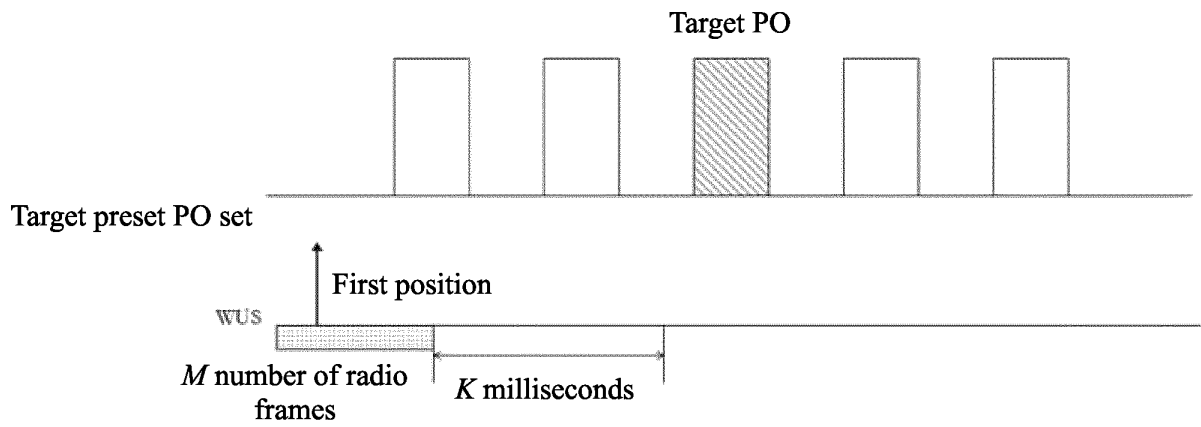 Target PO
Target preset PO set
First position
WUS
M number of radio
frames
K milliseconds